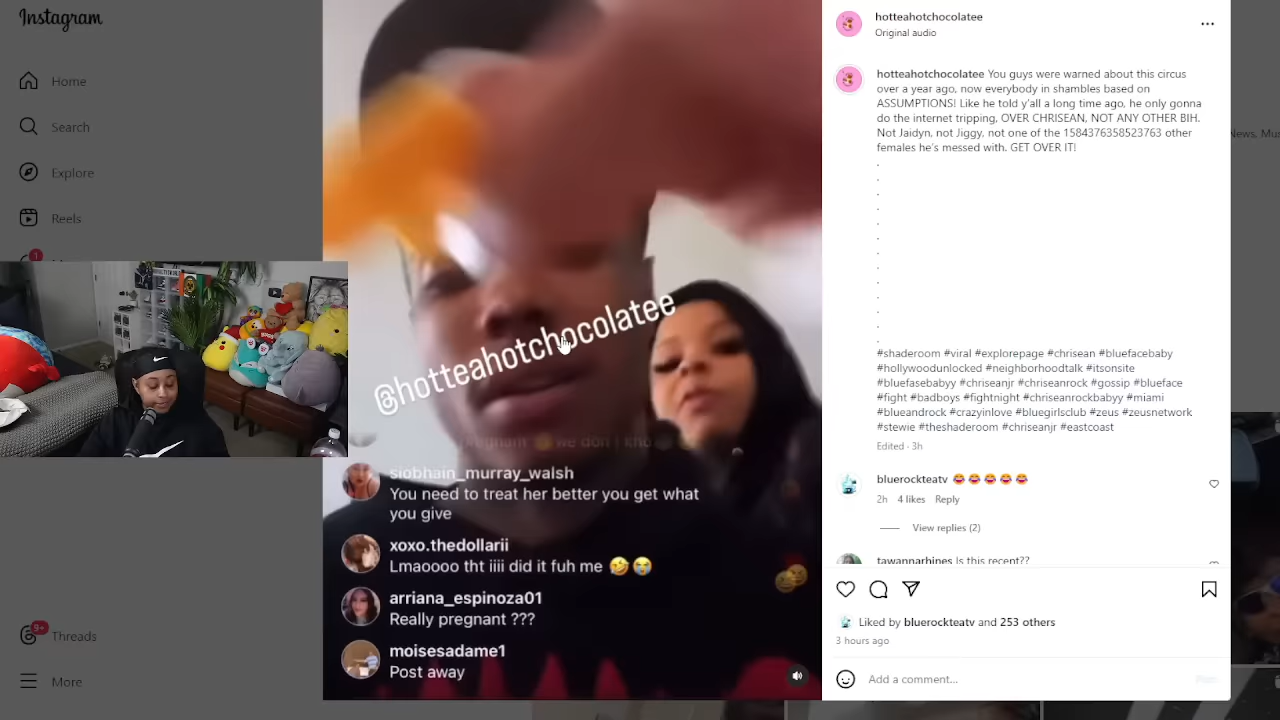 Instagram
Home
Search
Explore
Reels
Threads
9+
More
1
@hotteahotchocolatee
siobhain_murray_walsh
You need to treat her better you get what
you give
xoxo.thedollarii
Lmaoooo tht iiii did it fuh me 🤣😭
arriana_espinoza01
Really pregnant ???
moisesadame1
Post away
hotteahotchocolatee
Original audio
hotteahotchocolatee You guys were warned about this circus
over a year ago, now everybody in shambles based on
ASSUMPTIONS! Like he told y'all a long time ago, he only gonna
do the internet tripping, OVER CHRISEAN, NOT ANY OTHER BIH.
Not Jaidyn, not Jiggy, not one of the 1584376358523763 other
females he's messed with. GET OVER IT!
.
.
.
.
.
.
.
.
.
.
.
.
.
#shaderoom #viral #explorepage #chrisean #bluefacebaby
#hollywoodunlocked #neighborhoodtalk #itsonsite
#bluefasebabyy #chriseanjr #chriseanrock #gossip #blueface
#fight #badboys #fightnight #chriseanrockbabyy #miami
#blueandrock #crazyinlove #bluegirlsclub #zeus #zeusnetwork
#stewie #theshaderoom #chriseanjr #eastcoast
Edited · 3h
bluerockteatv 😂😂😂😂😂
2h 4 likes Reply
View replies (2)
tawannarhines Is this recent??
Liked by bluerockteatv and 253 others
3 hours ago
Add a comment...
Post